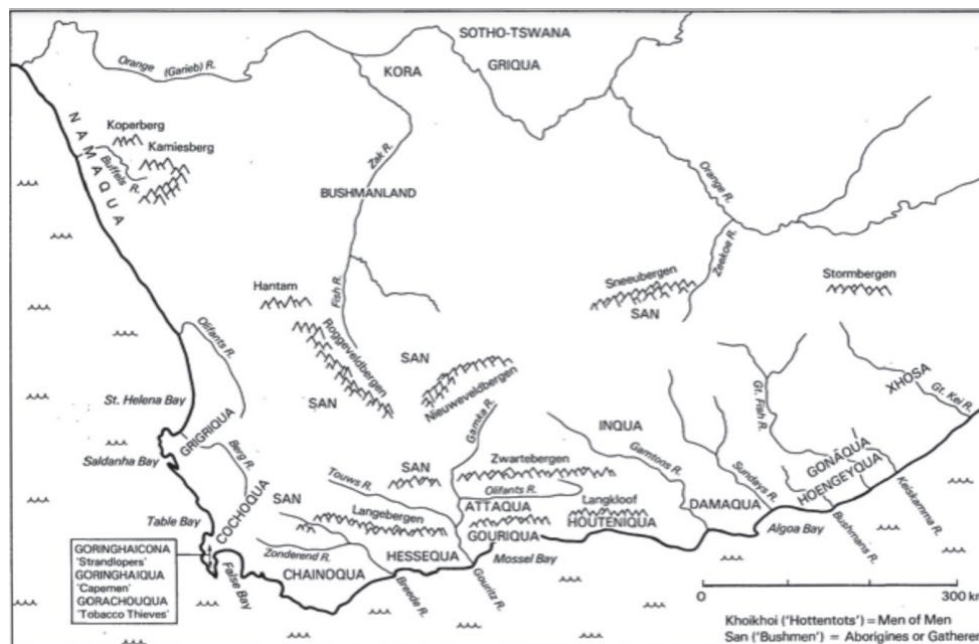 SOTHO-TSWANA
GRIQUA
Orange (Garieb) R.
KORA
NAMAQUA
Koperberg
Kamiesberg
Buffels R.
Zak R.
BUSHMANLAND
Orange R.
Zeekoe R.
Sneeubergen
SAN
Stormbergen
Hantam
Fish R.
Roggeveldbergen
Olifants R.
SAN
Nieuweveldbergen
XHOSA
Gt. Kei R.
Gt. Fish R.
St. Helena Bay
SAN
GRIGRIQUA
Gamka R.
INQUA
Saldanha Bay
Berg R.
GONAQUA
HOENGEYQUA
Zwartebergen
Gamtoos R.
Sundays R.
SAN
Touws R.
Olifants R.
Keiskamma R.
SAN
Langkloof
DAMAQUA
Table Bay
COCHOQUA
Langebergen
ATTAQUA
HOUTENIQUA
Algoa Bay
Bushmans R.
GOURIQUA
GORINGHAICONA
'Strandlopers'
GORINGHAIQUA
'Capemen'
GORACHOUQUA
'Tobacco Thieves'
Zonderend R.
HESSEQUA
Mossel Bay
False Bay
CHAINOQUA
Breede R.
Gouritz R.
0 300 km
Khoikhoi ('Hottentots') = Men of Men
San ('Bushmen') = Aborigines or Gatherer